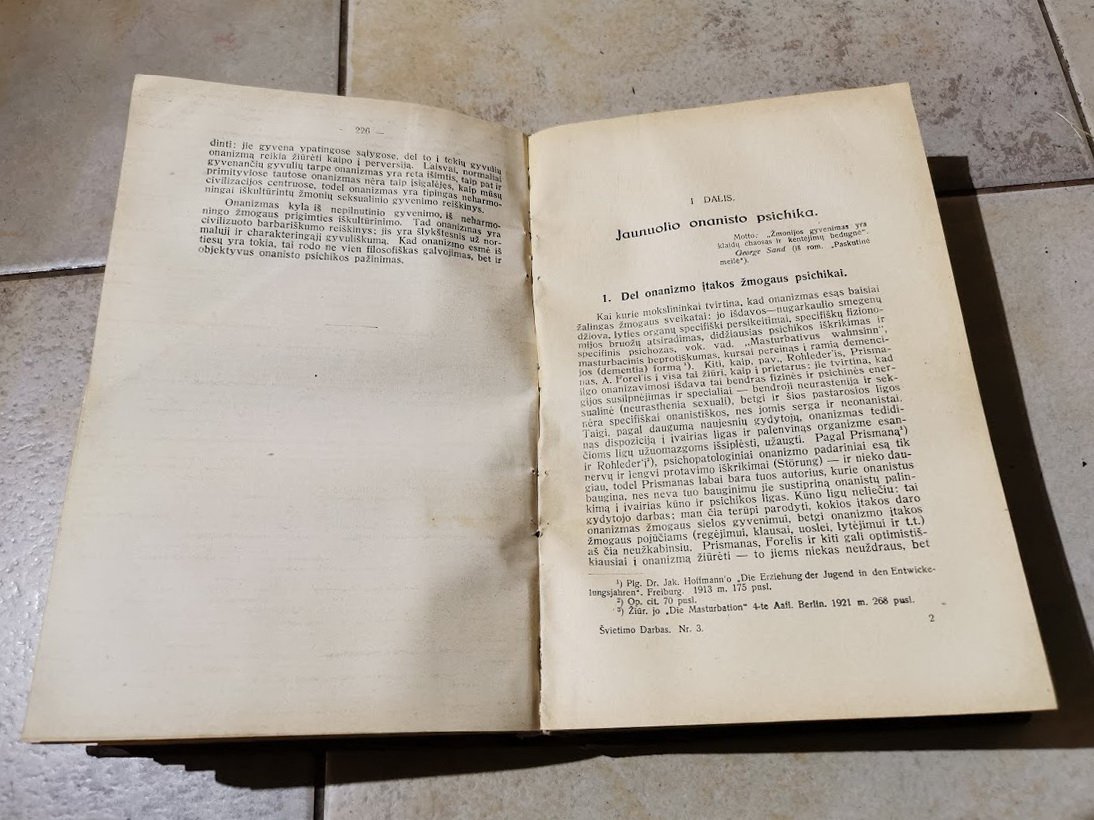 — 226 —
dinti: jie gyvena ypatingose sąlygose, dėl to i tokių gyvulių
onanizmą reikia žiūrėti kaipo į perversiją. Laisvai, normaliai
gyvenančių gyvulių tarpe onanizmas yra reta išimtis, taip pat ir
primityviose tautose onanizmas nėra taip įsigalėjęs, kaip mūsų
civilizacijos centruose, todel onanizmas yra tipingas neharmo-
ningai iškultūrintų žmonių seksualinio gyvenimo reiškinys.
Onanizmas kyla iš nepilnutinio gyvenimo, iš neharmo-
ningo žmogaus prigimties iškultūrinimo. Tad onanizmas yra
civilizuoto barbariškumo reiškinys; jis yra šlykštesnis už nor-
malųjį ir charakteringąjį gyvuliškumą. Kad onanizmo esmė iš
tiesų yra tokia, tai rodo ne vien filosofiškas galvojimas, bet ir
objektyvus onanisto psichikos pažinimas.
I DALIS.
Jaunuolio onanisto psichika.
Motto: „Žmonijos gyvenimas yra
klaidų chaosas ir kentėjimų bedugnė“.
George Sand (iš rom. „Paskutinė
meilė“).
1. Del onanizmo įtakos žmogaus psichikai.
Kai kurie mokslininkai tvirtina, kad onanizmas esąs baisiai
žalingas žmogaus sveikatai: jo išdavos—nugarkaulio smegenų
džiova, lyties organų specifiški persikeitimai, specifiškų fiziono-
mijos bruožų atsiradimas, didžiausias psichikos iškrikimas ir
specifinis psichozas, vok. vad. „Masturbativus wahnsinn“,
masturbacinis beprotiškumas, kursai pereinąs į ramią demenci-
jos (dementia) formą¹). Kiti, kaip, pav., Rohleder'is, Prisma-
nas, A. Forel'is i visa tai žiūri, kaip i prietarus: jie tvirtina, kad
ilgo onanizavimosi išdava tai bendras fizinės ir psichinės ener-
gijos susilpnėjimas ir specialiai — bendroji neurastenija ir sek-
sualinė (neurasthenia sexuali), betgi ir šios pastarosios ligos
nėra specifiškai onanistiškos, nes jomis serga ir neonanistai.
Taigi, pagal daugumą naujesnių gydytojų, onanizmas tedidi-
nąs dispoziciją i ivairias ligas ir palenvinąs organizme esan-
čioms ligų užuomazgoms išsiplėsti, užaugti. Pagal Prismaną²)
ir Rohleder'į³), psichopatologiniai onanizmo padariniai esą tik
nervų ir lengvi protavimo iškrikimai (Störung) — ir nieko dau-
giau, todel Prismanas labai bara tuos autorius, kurie onanistus
baugina, nes neva tuo bauginimu jie sustipriną onanistų palin-
kimą į ivairias kūno ir psichikos ligas. Kūno ligų neliečiu: tai
gydytojo darbas; man čia terūpi parodyti, kokios įtakos daro
onanizmas žmogaus sielos gyvenimui, betgi onanizmo įtakos
žmogaus pojūčiams (regėjimui, klausai, uoslei, lytėjimui ir t.t.)
aš čia neužkabinsiu. Prismanas, Forelis ir kiti gali optimistiš-
kiausiai i onanizmą žiūrėti — to jiems niekas neuždraus, bet
¹) Plg. Dr. Jak. Hoffmann'o „Die Erziehung der Jugend in den Entwicke-
lungsjahren“. Freiburg. 1913 m. 175 pusl.
²) Op. cit. 70 pusl.
³) Žiūr. jo „Die Masturbation“ 4-te Aafl. Berlin. 1921 m. 268 pusl.
Švietimo Darbas. Nr. 3.
2